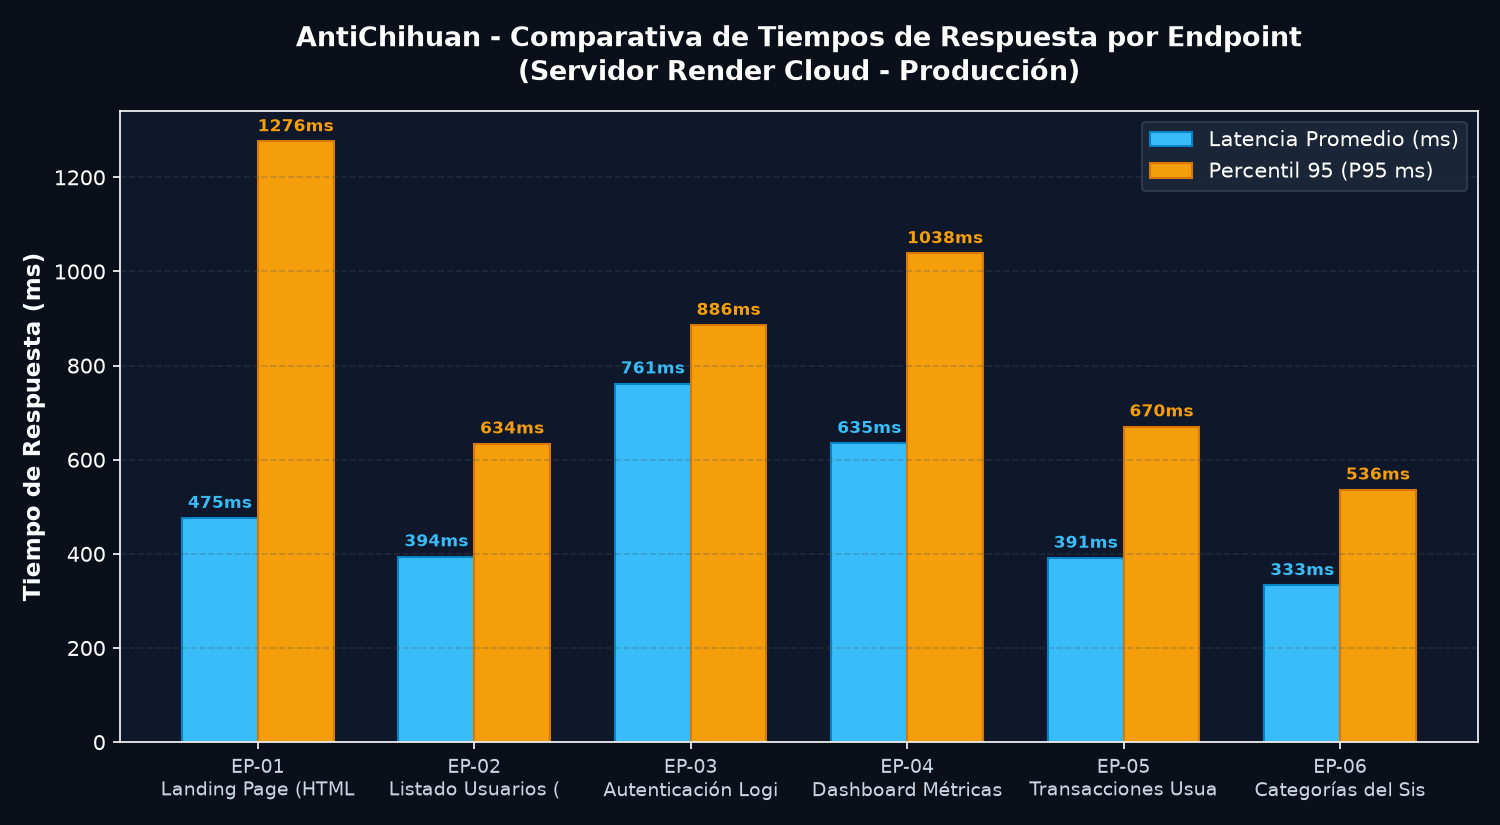 AntiChihuan - Comparativa de Tiempos de Respuesta por Endpoint
(Servidor Render Cloud - Producción)
Latencia Promedio (ms)
Percentil 95 (P95 ms)
Tiempo de Respuesta (ms)
1200
1000
800
600
400
200
0
475ms
1276ms
394ms
634ms
761ms
886ms
635ms
1038ms
391ms
670ms
333ms
536ms
EP-01
Landing Page (HTML
EP-02
Listado Usuarios (
EP-03
Autenticación Logi
EP-04
Dashboard Métricas
EP-05
Transacciones Usua
EP-06
Categorías del Sis